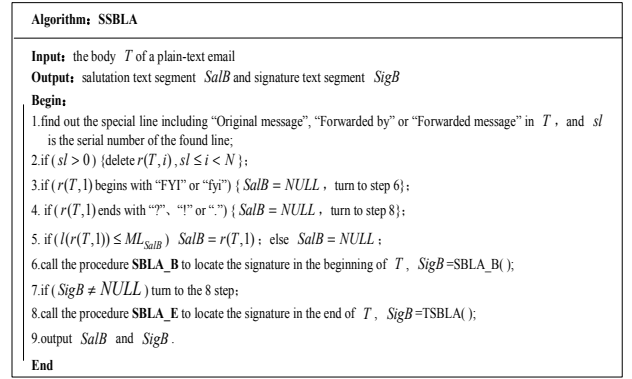 Algorithm: SSBLA
Input: the body T of a plain-text email
Output: salutation text segment SalB and signature text segment SigB
Begin:
1.find out the special line including “Original message”, “Forwarded by” or “Forwarded message” in T , and sl
is the serial number of the found line;
2.if ( sl > 0 ) {delete r(T,i) , sl ≤ i < N };
3.if ( r(T,1) begins with “FYI” or “fyi”) { SalB = NULL , turn to step 6};
4. if ( r(T,1) ends with “?”、“!” or “.”) { SalB = NULL , turn to step 8};
5. if ( l(r(T,1)) ≤ ML_SalB ) SalB = r(T,1) ; else SalB = NULL ;
6.call the procedure SBLA_B to locate the signature in the beginning of T , SigB =SBLA_B( );
7.if ( SigB ≠ NULL ) turn to the 8 step;
8.call the procedure SBLA_E to locate the signature in the end of T , SigB =TSBLA( );
9.output SalB and SigB .
End